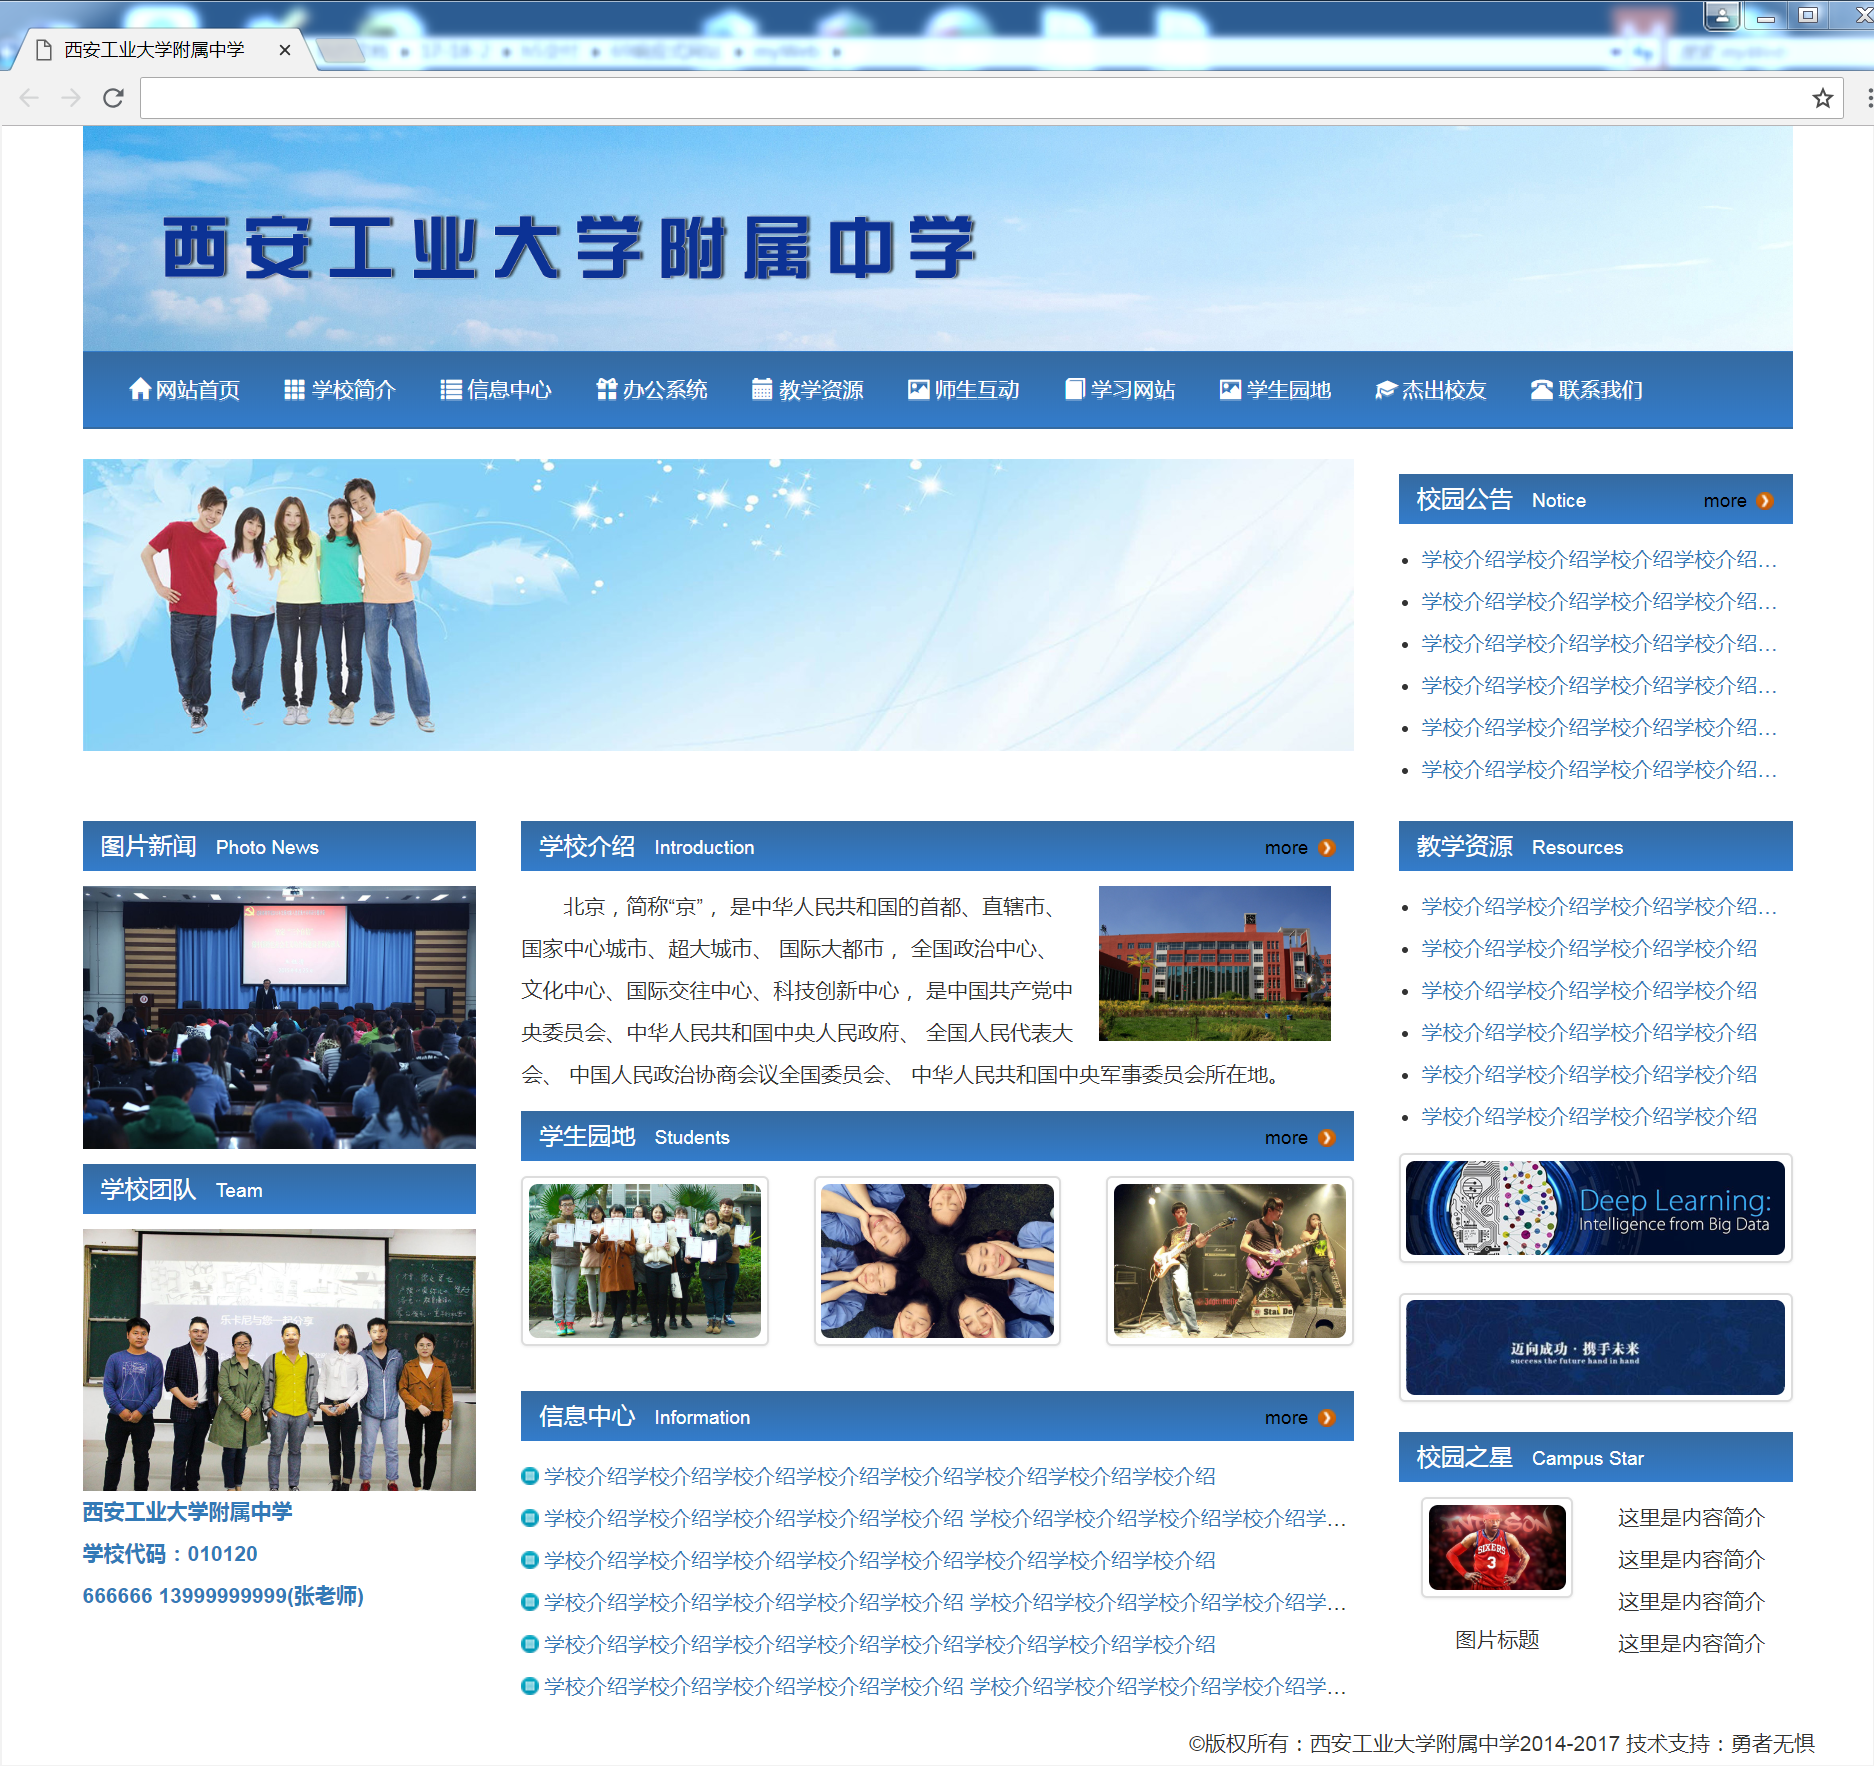 西安工业大学附属中学
西安工业大学附属中学
网站首页 学校简介 信息中心 办公系统 教学资源 师生互动 学习网站 学生园地 杰出校友 联系我们
校园公告 Notice more
学校介绍学校介绍学校介绍学校介绍...
学校介绍学校介绍学校介绍学校介绍...
学校介绍学校介绍学校介绍学校介绍...
学校介绍学校介绍学校介绍学校介绍...
学校介绍学校介绍学校介绍学校介绍...
学校介绍学校介绍学校介绍学校介绍...
图片新闻 Photo News
学校团队 Team
乐卡尼与您一起分享
西安工业大学附属中学
学校代码：010120
666666 13999999999(张老师)
学校介绍 Introduction more
北京，简称“京”，是中华人民共和国的首都、直辖市、
国家中心城市、超大城市、 国际大都市， 全国政治中心、
文化中心、国际交往中心、科技创新中心， 是中国共产党中
央委员会、中华人民共和国中央人民政府、 全国人民代表大
会、 中国人民政治协商会议全国委员会、 中华人民共和国中央军事委员会所在地。
学生园地 Students more
信息中心 Information more
学校介绍学校介绍学校介绍学校介绍学校介绍学校介绍学校介绍学校介绍
学校介绍学校介绍学校介绍学校介绍学校介绍 学校介绍学校介绍学校介绍学校介绍学...
学校介绍学校介绍学校介绍学校介绍学校介绍学校介绍学校介绍学校介绍
学校介绍学校介绍学校介绍学校介绍学校介绍 学校介绍学校介绍学校介绍学校介绍学...
学校介绍学校介绍学校介绍学校介绍学校介绍学校介绍学校介绍学校介绍
学校介绍学校介绍学校介绍学校介绍学校介绍 学校介绍学校介绍学校介绍学校介绍学...
教学资源 Resources
学校介绍学校介绍学校介绍学校介绍...
学校介绍学校介绍学校介绍学校介绍
学校介绍学校介绍学校介绍学校介绍
学校介绍学校介绍学校介绍学校介绍
学校介绍学校介绍学校介绍学校介绍
学校介绍学校介绍学校介绍学校介绍
Deep Learning:
Intelligence from Big Data
迈向成功·携手未来
success the future hand in hand
校园之星 Campus Star
SIXERS
3
图片标题
这里是内容简介
这里是内容简介
这里是内容简介
这里是内容简介
©版权所有：西安工业大学附属中学2014-2017 技术支持：勇者无惧